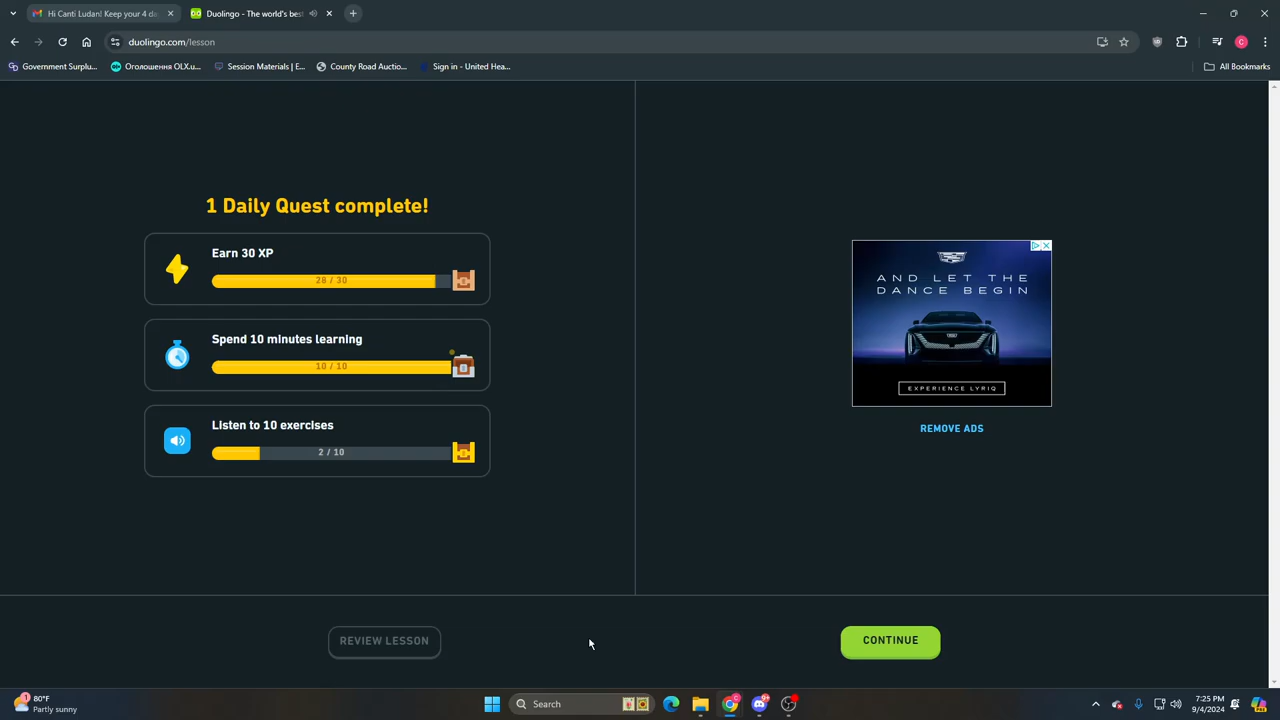 Hi Canti Ludan! Keep your 4 da
Duolingo - The world's best
duolingo.com/lesson
Government Surplu...
Оголошення OLX.u...
Session Materials | E...
County Road Auctio...
Sign in - United Hea...
All Bookmarks
1 Daily Quest complete!
Earn 30 XP
28 / 30
Spend 10 minutes learning
10 / 10
Listen to 10 exercises
2 / 10
AND LET THE
DANCE BEGIN
EXPERIENCE LYRIQ
REMOVE ADS
REVIEW LESSON
CONTINUE
1
80°F
Partly sunny
Search
9+
7:25 PM
9/4/2024